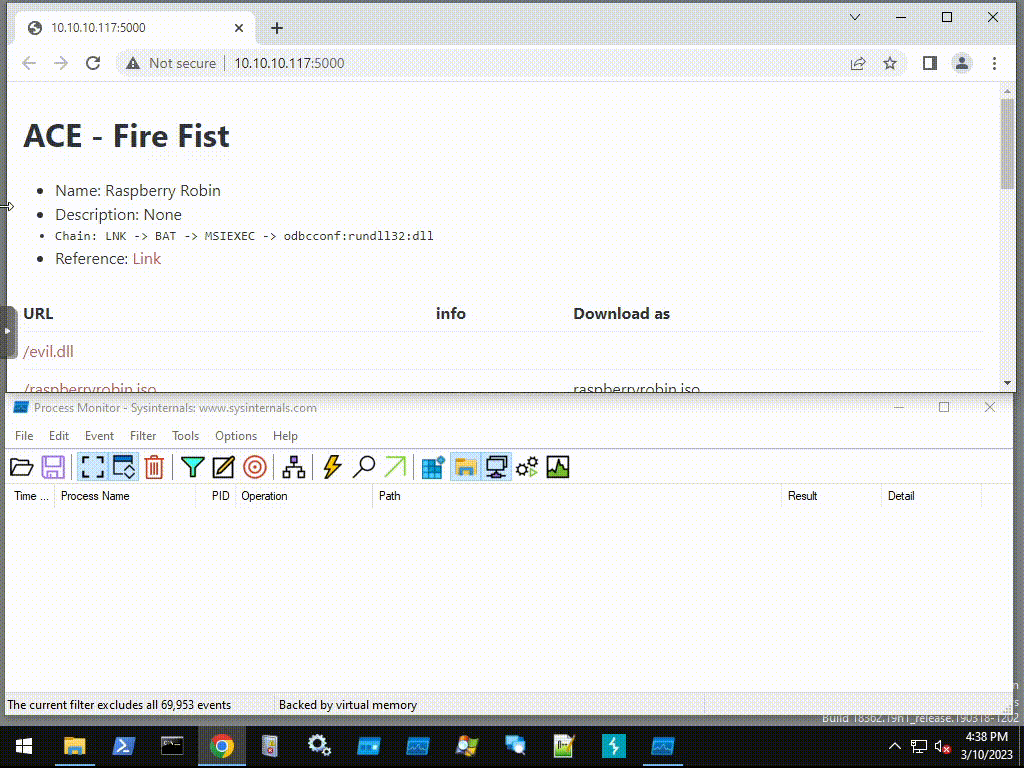 10.10.10.117:5000
Not secure
10.10.10.117:5000
ACE - Fire Fist
Name: Raspberry Robin
Description: None
Chain: LNK -> BAT -> MSIEXEC -> odbcconf:rundll32:dll
Reference: Link
URL info Download as
/evil.dll
/raspberryrobin.iso raspberryrobin.iso
Process Monitor - Sysinternals: www.sysinternals.com
File Edit Event Filter Tools Options Help
Time ... Process Name PID Operation Path Result Detail
The current filter excludes all 69,953 events Backed by virtual memory
Build 18362.19h1_release.190318-1202
4:38 PM
3/10/2023